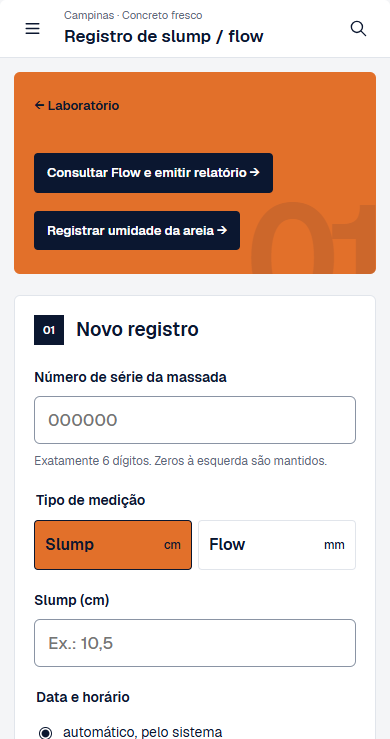 Campinas · Concreto fresco
Registro de slump / flow
← Laboratório
Consultar Flow e emitir relatório →
Registrar umidade da areia →
01
01 Novo registro
Número de série da massada
000000
Exatamente 6 dígitos. Zeros à esquerda são mantidos.
Tipo de medição
Slump cm Flow mm
Slump (cm)
Ex.: 10,5
Data e horário
automático, pelo sistema